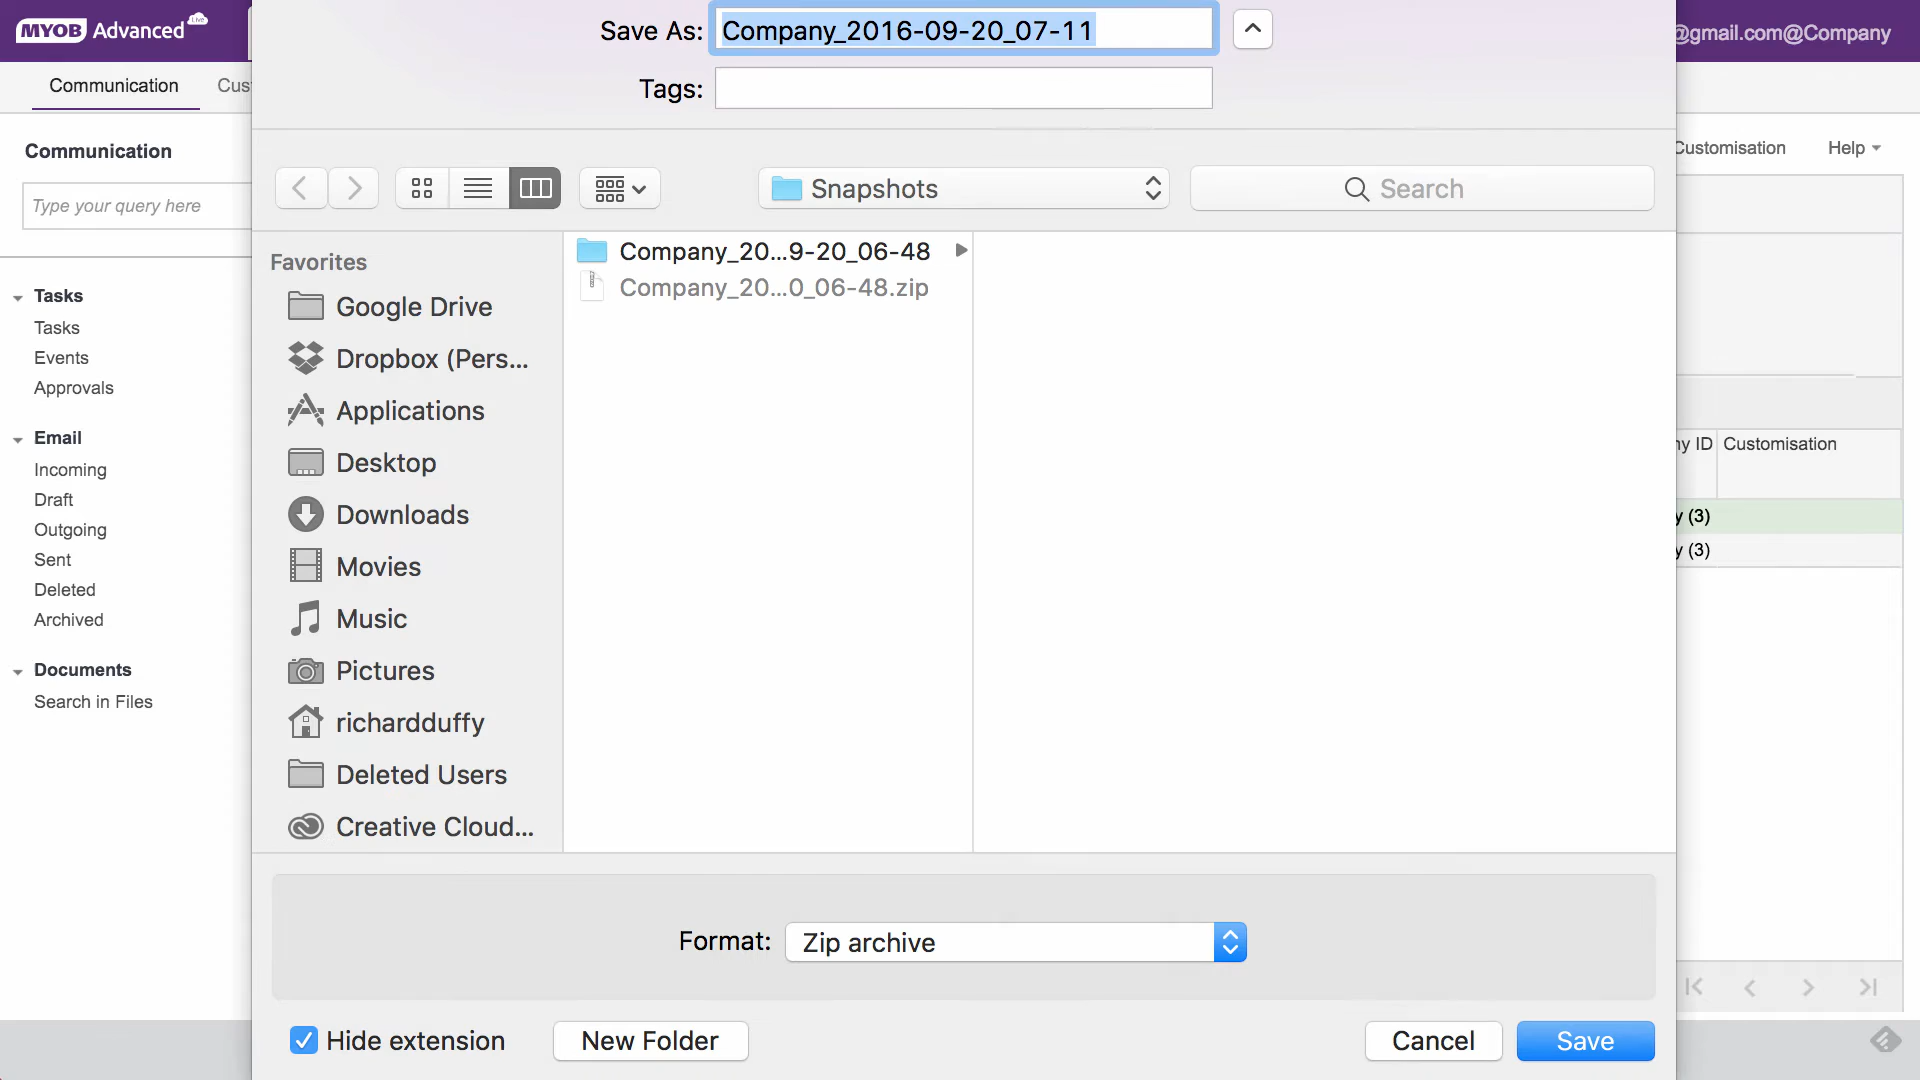 MYOB Advanced Live
@gmail.com@Company
Save As: Company_2016-09-20_07-11
Tags:
Communication Cus
Customisation Help
Communication
Type your query here
Snapshots
Search
Favorites
Google Drive
Dropbox (Pers...
Applications
Desktop
Downloads
Movies
Music
Pictures
richardduffy
Deleted Users
Creative Cloud...
Company_20...9-20_06-48
Company_20...0_06-48.zip
Tasks
Tasks
Events
Approvals
Email
Incoming
Draft
Outgoing
Sent
Deleted
Archived
Documents
Search in Files
ny ID Customisation
y (3)
y (3)
Format: Zip archive
Hide extension
New Folder
Cancel
Save